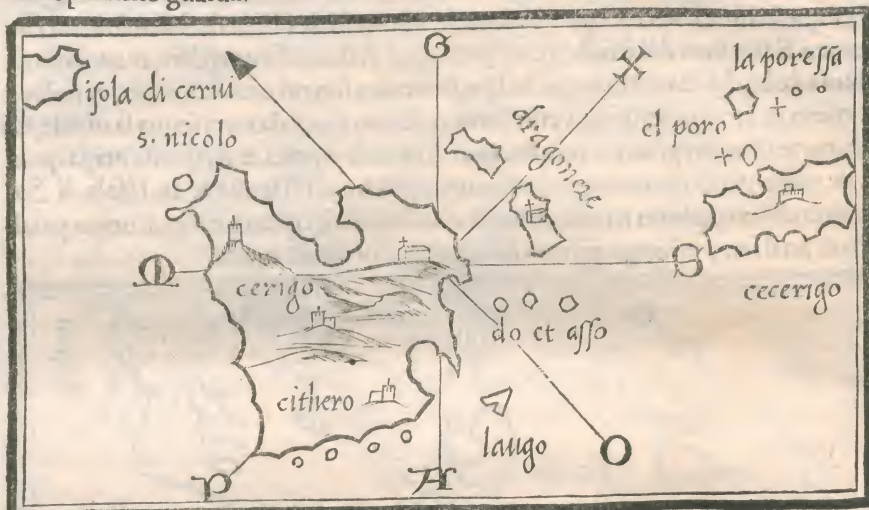 G
la poressa
isola di cerui
dragonere
el poro
s. nicolo
S
cerigo
cecerigo
do et asso
cithero
laugo
O
P
A